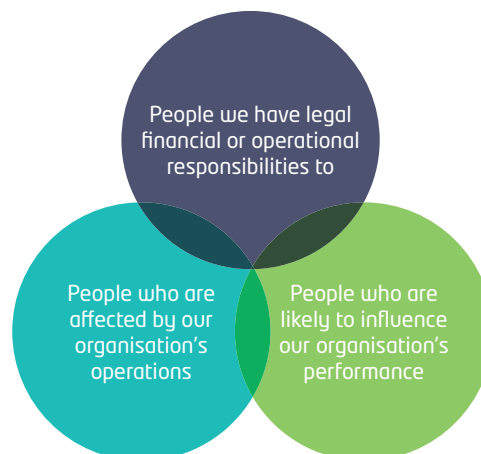 People we have legal
financial or operational
responsibilities to
People who are
affected by our
organisation's
operations
People who are
likely to influence
our organisation's
performance